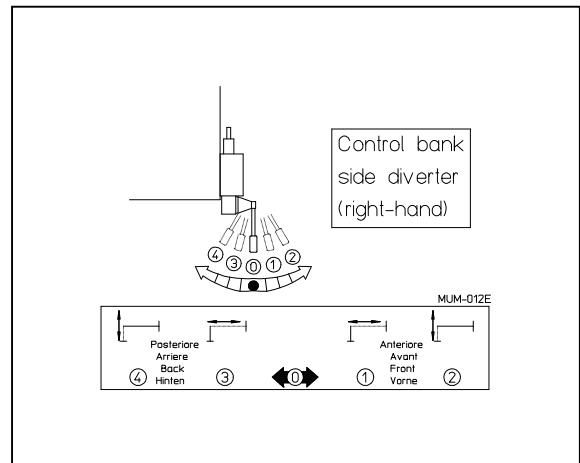 Control bank
side diverter
(right-hand)
4 3 0 1 2
MUM-012E
Posteriore
Arriere
Back
Hinten
Anteriore
Avant
Front
Vorne
4 3 0 1 2